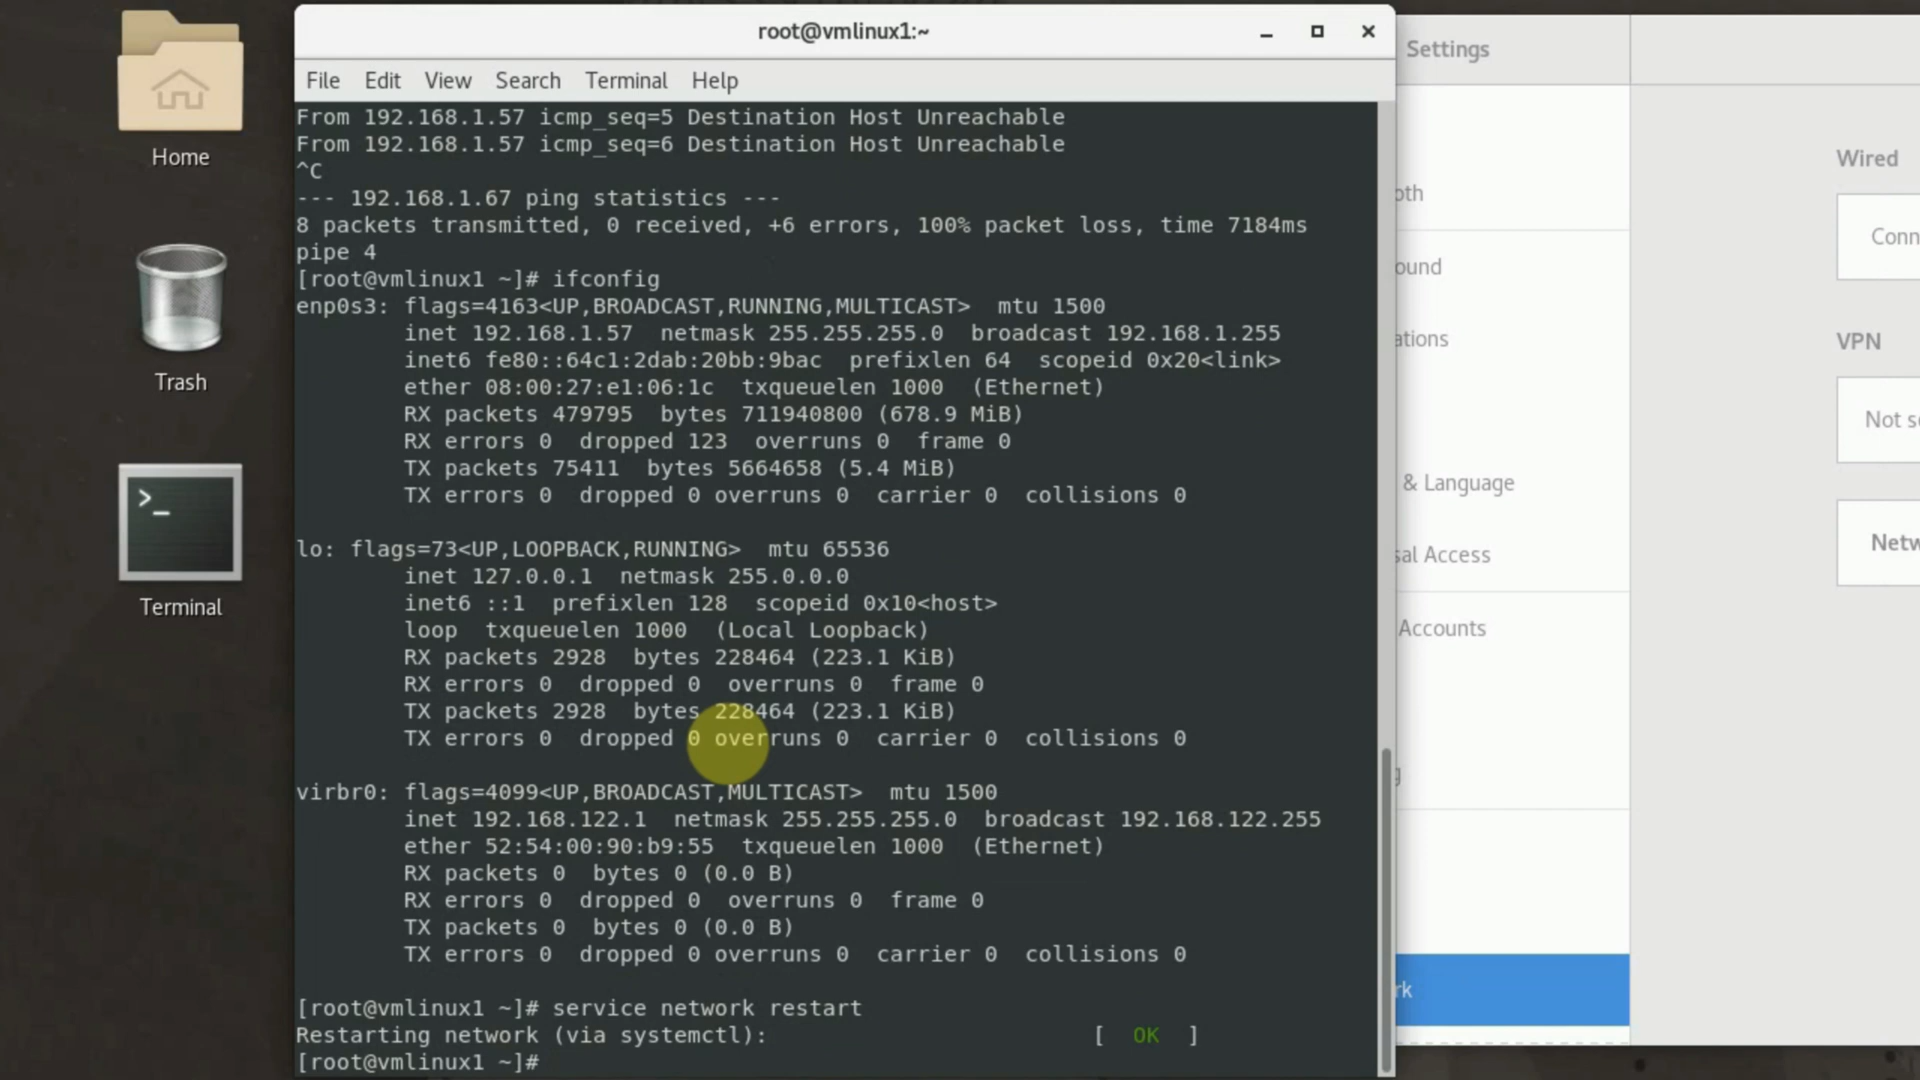 root@vmlinux1:~
File Edit View Search Terminal Help
From 192.168.1.57 icmp_seq=5 Destination Host Unreachable
From 192.168.1.57 icmp_seq=6 Destination Host Unreachable
^C
--- 192.168.1.67 ping statistics ---
8 packets transmitted, 0 received, +6 errors, 100% packet loss, time 7184ms
pipe 4
[root@vmlinux1 ~]# ifconfig
enp0s3: flags=4163<UP,BROADCAST,RUNNING,MULTICAST>  mtu 1500
        inet 192.168.1.57  netmask 255.255.255.0  broadcast 192.168.1.255
        inet6 fe80::64c1:2dab:20bb:9bac  prefixlen 64  scopeid 0x20<link>
        ether 08:00:27:e1:06:1c  txqueuelen 1000  (Ethernet)
        RX packets 479795  bytes 711940800 (678.9 MiB)
        RX errors 0  dropped 123  overruns 0  frame 0
        TX packets 75411  bytes 5664658 (5.4 MiB)
        TX errors 0  dropped 0 overruns 0  carrier 0  collisions 0
lo: flags=73<UP,LOOPBACK,RUNNING>  mtu 65536
        inet 127.0.0.1  netmask 255.0.0.0
        inet6 ::1  prefixlen 128  scopeid 0x10<host>
        loop  txqueuelen 1000  (Local Loopback)
        RX packets 2928  bytes 228464 (223.1 KiB)
        RX errors 0  dropped 0  overruns 0  frame 0
        TX packets 2928  bytes 228464 (223.1 KiB)
        TX errors 0  dropped 0 overruns 0  carrier 0  collisions 0
virbr0: flags=4099<UP,BROADCAST,MULTICAST>  mtu 1500
        inet 192.168.122.1  netmask 255.255.255.0  broadcast 192.168.122.255
        ether 52:54:00:90:b9:55  txqueuelen 1000  (Ethernet)
        RX packets 0  bytes 0 (0.0 B)
        RX errors 0  dropped 0  overruns 0  frame 0
        TX packets 0  bytes 0 (0.0 B)
        TX errors 0  dropped 0 overruns 0  carrier 0  collisions 0
[root@vmlinux1 ~]# service network restart
Restarting network (via systemctl):                        [  OK  ]
[root@vmlinux1 ~]#
Home
Trash
>_
Terminal
Settings
oth
ound
ations
& Language
sal Access
Accounts
rk
Wired
Conn
VPN
Not s
Netw